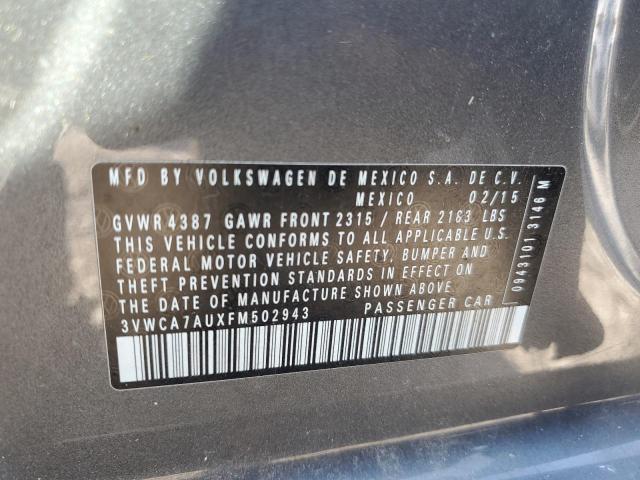 MFD BY VOLKSWAGEN DE MEXICO S.A. DE C.V.
MEXICO 02/15
GVWR 4387 GAWR FRONT 2315 / REAR 2183 LBS
THIS VEHICLE CONFORMS TO ALL APPLICABLE U.S.
FEDERAL MOTOR VEHICLE SAFETY, BUMPER AND
THEFT PREVENTION STANDARDS IN EFFECT ON
THE DATE OF MANUFACTURE SHOWN ABOVE.
3VWCA7AUXFM502943 PASSENGER CAR
0943101 3146 M